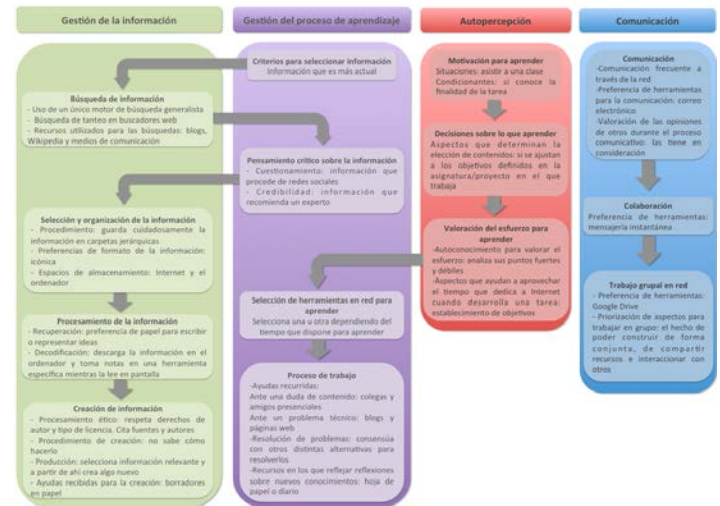 Gestión de la información
Búsqueda de información
- Uso de un único motor de búsqueda generalista
- Búsqueda de tanteo en buscadores web
- Recursos utilizados para las búsquedas: blogs,
Wikipedia y medios de comunicación
Selección y organización de la información
- Procedimiento: guarda cuidadosamente la
información en carpetas jerárquicas
- Preferencias de formato de la información:
icónica
- Espacios de almacenamiento: Internet y el
ordenador
Procesamiento de la información
- Recuperación: preferencia de papel para escribir
o representar ideas
- Decodificación: descarga la información en el
ordenador y toma notas en una herramienta
específica mientras la lee en pantalla
Creación de información
- Procesamiento ético: respeta derechos de
autor y tipo de licencia. Cita fuentes y autores
- Procedimiento de creación: no sabe cómo
hacerlo
- Producción: selecciona información relevante y
a partir de ahí crea algo nuevo
- Ayudas recibidas para la creación: borradores
en papel
Gestión del proceso de aprendizaje
Criterios para seleccionar información
Información que es más actual
Pensamiento crítico sobre la información
- Cuestionamiento: información que
procede de redes sociales
- Credibilidad: información que
recomienda un experto
Selección de herramientas en red para
aprender
Selecciona una u otra dependiendo del
tiempo que dispone para aprender
Proceso de trabajo
-Ayudas recurridas:
Ante una duda de contenido: colegas y
amigos presenciales
Ante un problema técnico: blogs y
páginas web
-Resolución de problemas: consensúa
con otros distintas alternativas para
resolverlos
-Recursos en los que reflejar reflexiones
sobre nuevos conocimientos: hoja de
papel o diario
Autopercepción
Motivación para aprender
Situaciones: asistir a una clase
Condicionantes: si conoce la
finalidad de la tarea
Decisiones sobre lo que aprender
Aspectos que determinan la
elección de contenidos: si se ajustan
a los objetivos definidos en la
asignatura/proyecto en el que
trabaja
Valoración del esfuerzo para
aprender
-Autoconocimiento para valorar el
esfuerzo: analiza sus puntos fuertes
y débiles
-Aspectos que ayudan a aprovechar
el tiempo que dedica a Internet
cuando desarrolla una tarea:
establecimiento de objetivos
Comunicación
Comunicación
-Comunicación frecuente a
través de la red
-Preferencia de herramientas
para la comunicación: correo
electrónico
-Valoración de las opiniones
de otros durante el proceso
comunicativo: las tiene en
consideración
Colaboración
Preferencia de herramientas:
mensajería instantánea
Trabajo grupal en red
- Preferencia de herramientas:
Google Drive
- Priorización de aspectos para
trabajar en grupo: el hecho de
poder construir de forma
conjunta, de compartir
recursos e interaccionar con
otros